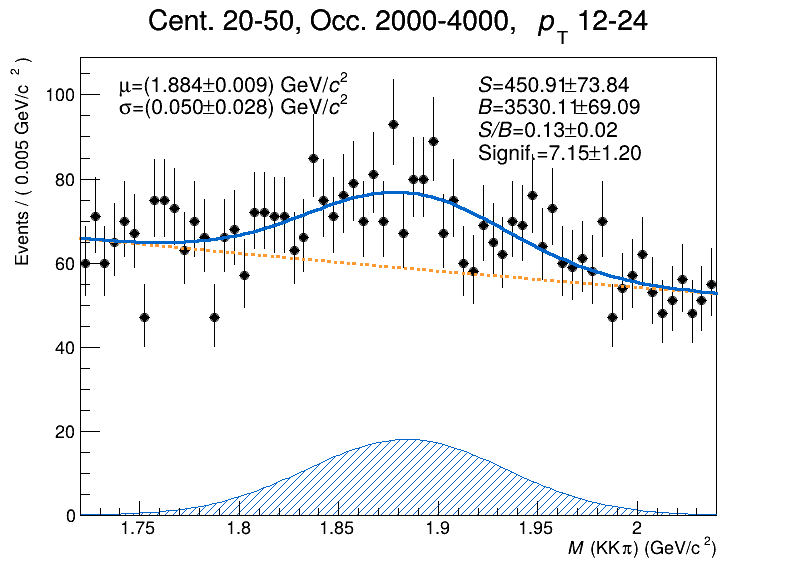 Cent. 20-50, Occ. 2000-4000, p_T 12-24
μ=(1.884±0.009) GeV/c²
σ=(0.050±0.028) GeV/c²
S=450.91±73.84
B=3530.11±69.09
S/B=0.13±0.02
Signif.=7.15±1.20
Events / ( 0.005 GeV/c ² )
100
80
60
40
20
0
1.75 1.8 1.85 1.9 1.95 2
M (KKπ) (GeV/c²)